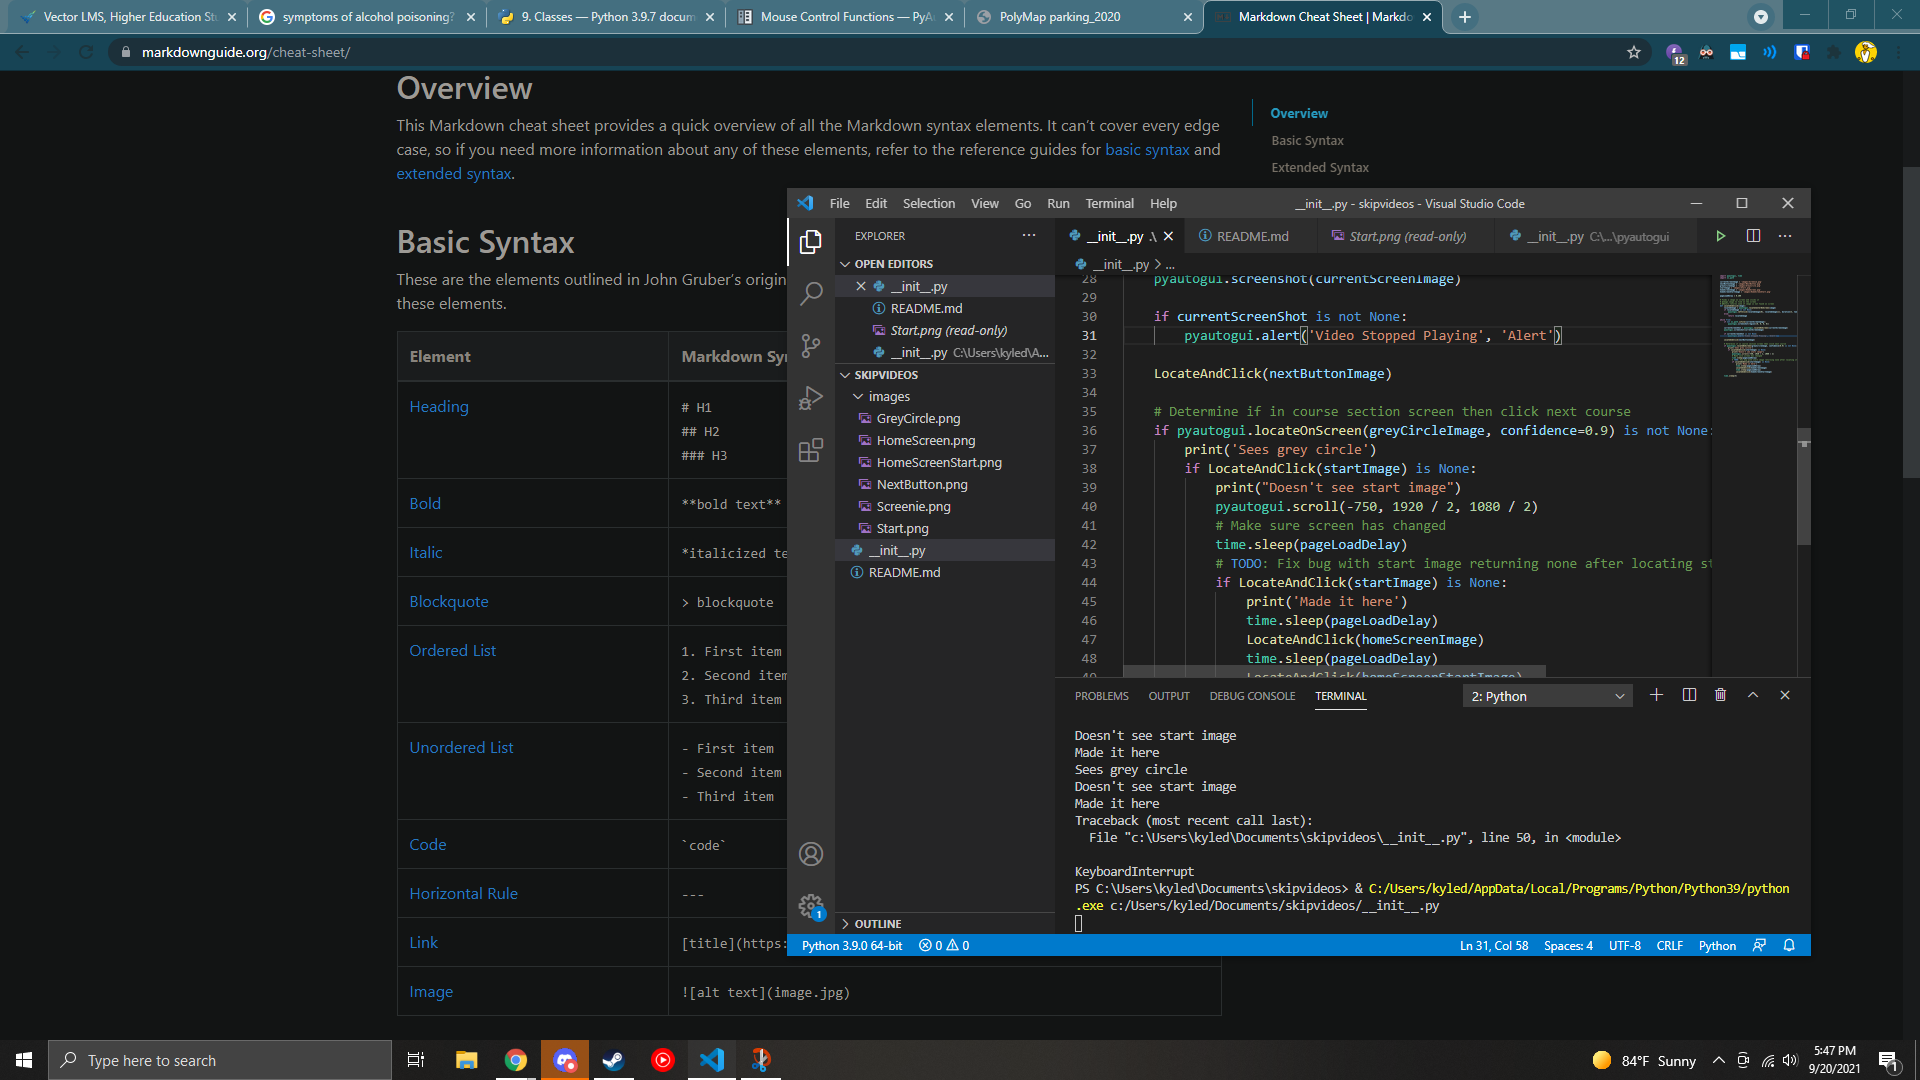 Vector LMS, Higher Education Stu
symptoms of alcohol poisoning?
9. Classes — Python 3.9.7 docum
Mouse Control Functions — PyA
PolyMap parking_2020
Markdown Cheat Sheet | Markdo
markdownguide.org/cheat-sheet/
12
Overview
This Markdown cheat sheet provides a quick overview of all the Markdown syntax elements. It can't cover every edge
case, so if you need more information about any of these elements, refer to the reference guides for basic syntax and
extended syntax.
Overview
Basic Syntax
Extended Syntax
Basic Syntax
These are the elements outlined in John Gruber's origin
these elements.
Element
Markdown Sy
Heading
# H1
## H2
### H3
Bold
**bold text**
Italic
*italicized te
Blockquote
> blockquote
Ordered List
1. First item
2. Second item
3. Third item
Unordered List
- First item
- Second item
- Third item
Code
`code`
Horizontal Rule
---
Link
[title](https:
Image
![alt text](image.jpg)
File Edit Selection View Go Run Terminal Help
__init__.py - skipvideos - Visual Studio Code
EXPLORER
OPEN EDITORS
__init__.py
README.md
Start.png (read-only)
__init__.py C:\Users\kyled\A...
SKIPVIDEOS
images
GreyCircle.png
HomeScreen.png
HomeScreenStart.png
NextButton.png
Screenie.png
Start.png
__init__.py
README.md
OUTLINE
1
__init__.py .\
README.md
Start.png (read-only)
__init__.py C:\...\pyautogui
__init__.py > ...
28 pyautogui.screenshot(currentScreenImage)
29
30 if currentScreenShot is not None:
31 pyautogui.alert('Video Stopped Playing', 'Alert')
32
33 LocateAndClick(nextButtonImage)
34
35 # Determine if in course section screen then click next course
36 if pyautogui.locateOnScreen(greyCircleImage, confidence=0.9) is not None:
37 print('Sees grey circle')
38 if LocateAndClick(startImage) is None:
39 print("Doesn't see start image")
40 pyautogui.scroll(-750, 1920 / 2, 1080 / 2)
41 # Make sure screen has changed
42 time.sleep(pageLoadDelay)
43 # TODO: Fix bug with start image returning none after locating st
44 if LocateAndClick(startImage) is None:
45 print('Made it here')
46 time.sleep(pageLoadDelay)
47 LocateAndClick(homeScreenImage)
48 time.sleep(pageLoadDelay)
49 LocateAndClick(homeScreenStartImage)
PROBLEMS OUTPUT DEBUG CONSOLE TERMINAL
2: Python
Doesn't see start image
Made it here
Sees grey circle
Doesn't see start image
Made it here
Traceback (most recent call last):
File "c:\Users\kyled\Documents\skipvideos\__init__.py", line 50, in <module>
KeyboardInterrupt
PS C:\Users\kyled\Documents\skipvideos> & C:/Users/kyled/AppData/Local/Programs/Python/Python39/python
.exe c:/Users/kyled/Documents/skipvideos/__init__.py
Python 3.9.0 64-bit
0
0
Ln 31, Col 58
Spaces: 4
UTF-8
CRLF
Python
Type here to search
84°F Sunny
5:47 PM
9/20/2021
1